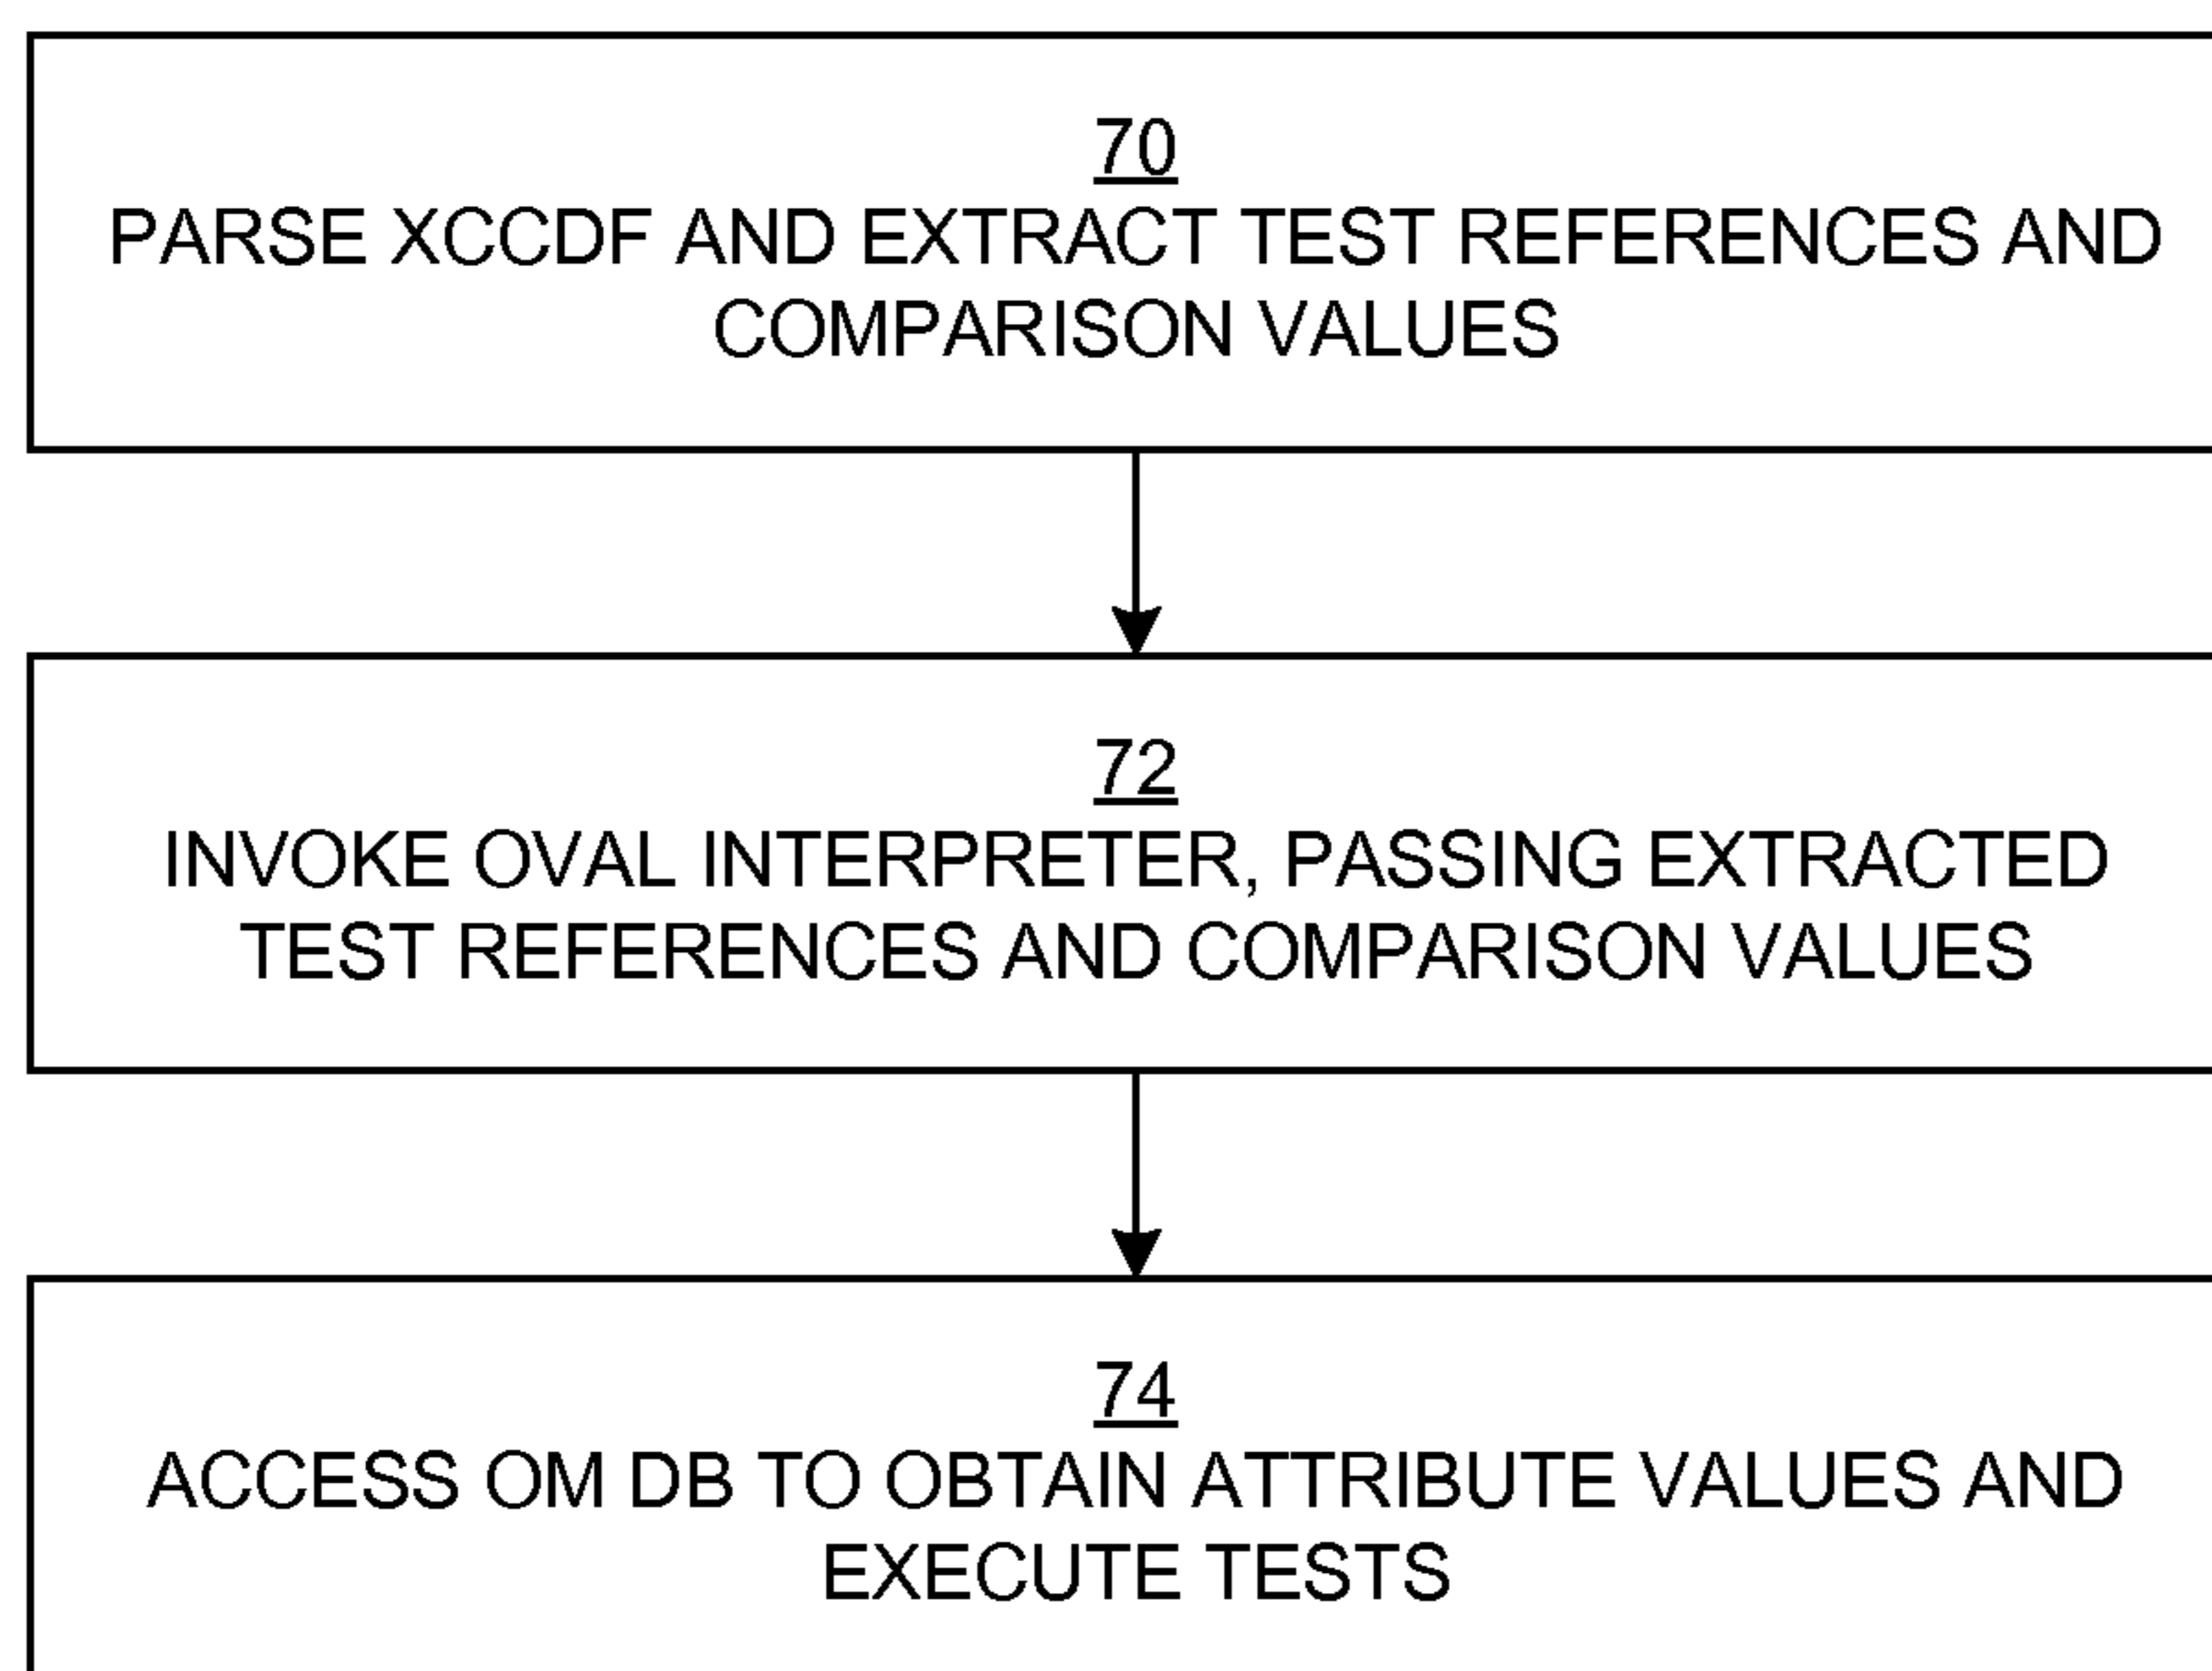 70
PARSE XCCDF AND EXTRACT TEST REFERENCES AND
COMPARISON VALUES
72
INVOKE OVAL INTERPRETER, PASSING EXTRACTED
TEST REFERENCES AND COMPARISON VALUES
74
ACCESS OM DB TO OBTAIN ATTRIBUTE VALUES AND
EXECUTE TESTS